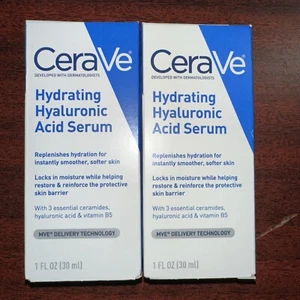 CeraVe
DEVELOPED WITH DERMATOLOGISTS
Hydrating
Hyaluronic
Acid Serum
Replenishes hydration for
instantly smoother, softer skin
Locks in moisture while helping
restore & reinforce the protective
skin barrier
With 3 essential ceramides,
hyaluronic acid & vitamin B5
MVE® DELIVERY TECHNOLOGY
1 FL OZ (30 ml)
CeraVe
DEVELOPED WITH DERMATOLOGISTS
Hydrating
Hyaluronic
Acid Serum
Replenishes hydration for
instantly smoother, softer skin
Locks in moisture while helping
restore & reinforce the protective
skin barrier
With 3 essential ceramides,
hyaluronic acid & vitamin B5
MVE® DELIVERY TECHNOLOGY
1 FL OZ (30 ml)